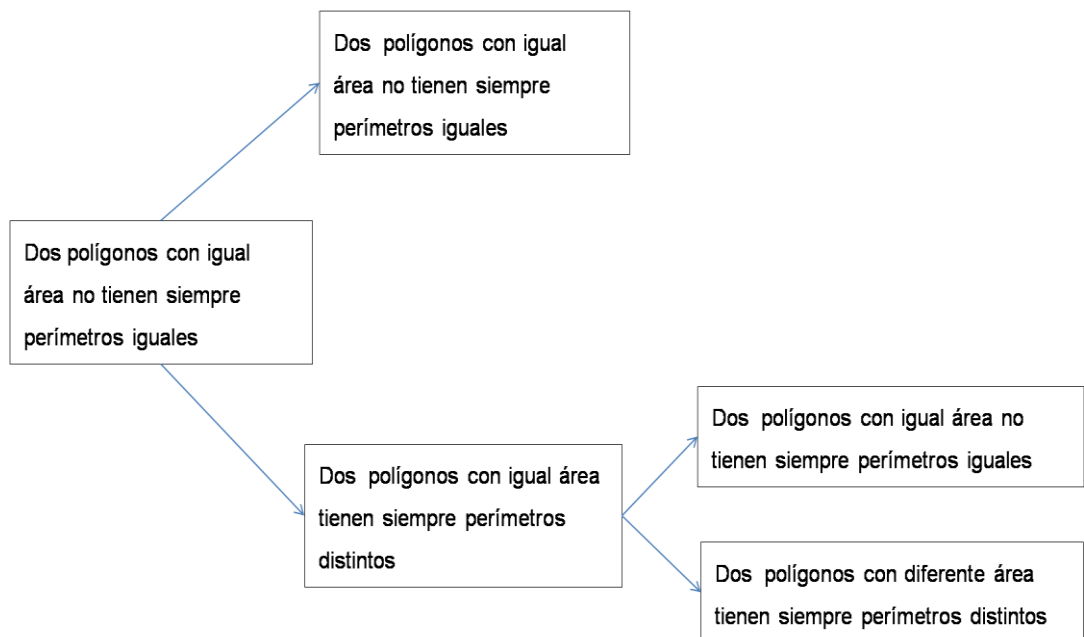 Dos polígonos con igual
área no tienen siempre
perímetros iguales
Dos polígonos con igual
área no tienen siempre
perímetros iguales
Dos polígonos con igual área
tienen siempre perímetros
distintos
Dos polígonos con igual área no
tienen siempre perímetros iguales
Dos polígonos con diferente área
tienen siempre perímetros distintos